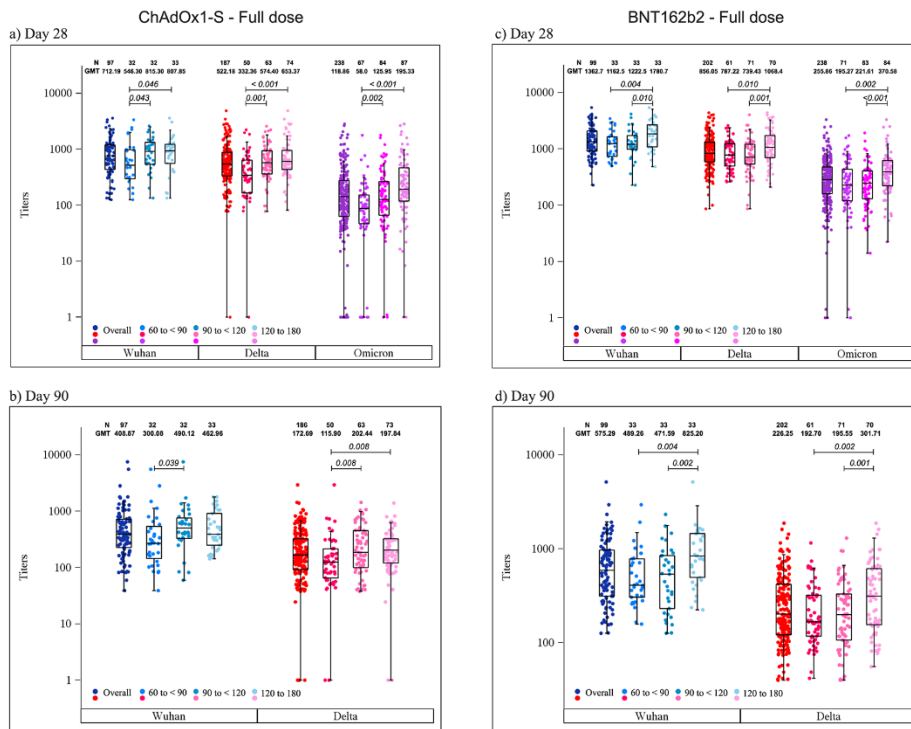 ChAdOx1-S - Full dose
a) Day 28
N 97 32 32 33 187 50 63 74 238 67 84 87
GMT 712.19 546.30 815.30 807.85 522.18 332.36 574.40 653.37 118.86 58.0 125.95 195.33
0.046 < 0.001 < 0.001
0.043 0.001 0.002
10000
1000
100
10
1
Titers
Overall 60 to < 90 90 to < 120 120 to 180
Wuhan Delta Omicron
b) Day 90
N 97 32 32 33 186 50 63 73
GMT 408.87 300.08 490.12 462.96 172.69 115.90 202.44 197.84
0.008
0.039 0.008
10000
1000
100
10
1
Titers
Overall 60 to < 90 90 to < 120 120 to 180
Wuhan Delta
BNT162b2 - Full dose
c) Day 28
N 99 33 33 33 202 61 71 70 238 71 83 84
GMT 1362.7 1162.5 1222.5 1780.7 856.05 787.22 739.43 1068.4 255.86 195.27 221.61 370.58
0.004 0.010 0.002
0.010 0.001 <0.001
10000
1000
100
10
1
Titers
Overall 60 to < 90 90 to < 120 120 to 180
Wuhan Delta Omicron
d) Day 90
N 99 33 33 33 202 61 71 70
GMT 575.29 489.26 471.59 825.20 226.25 192.70 195.55 301.71
0.004 0.002
0.002 0.001
10000
1000
100
Titers
Overall 60 to < 90 90 to < 120 120 to 180
Wuhan Delta